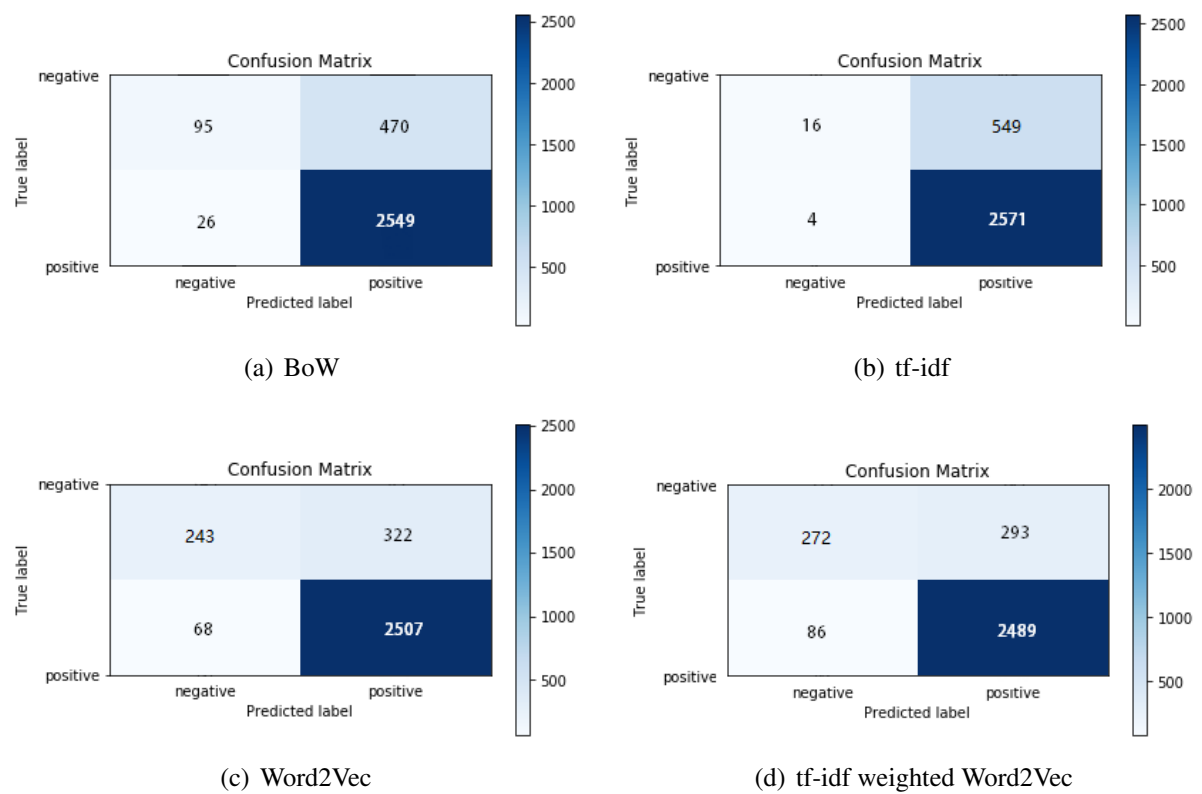 Confusion Matrix
2500
2000
1500
1000
500
negative
positive
True label
95 470
26 2549
negative positive
Predicted label
(a) BoW
Confusion Matrix
2500
2000
1500
1000
500
negative
positive
True label
16 549
4 2571
negative positive
Predicted label
(b) tf-idf
Confusion Matrix
2500
2000
1500
1000
500
negative
positive
True label
243 322
68 2507
negative positive
Predicted label
(c) Word2Vec
Confusion Matrix
2000
1500
1000
500
negative
positive
True label
272 293
86 2489
negative positive
Predicted label
(d) tf-idf weighted Word2Vec